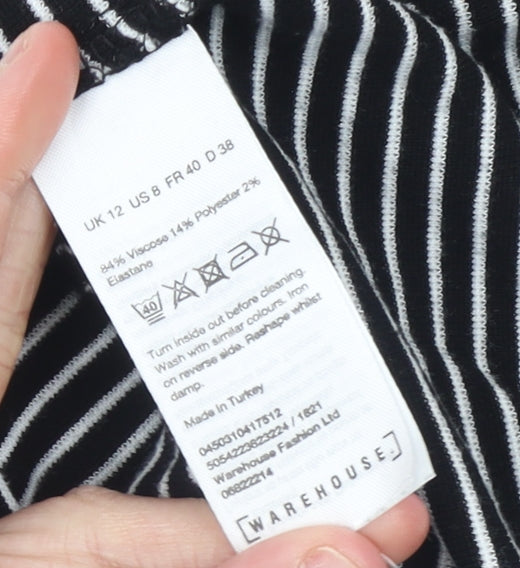 UK 12 US 8 FR 40 D 38
84% Viscose 14% Polyester 2%
Elastane
40
Turn inside out before cleaning.
Wash with similar colours. Iron
on reverse side. Reshape whilst
damp.
Made in Turkey
0450310417512
5054223623224 / 1821
Warehouse Fashion Ltd
06622214
[WAREHOUSE]